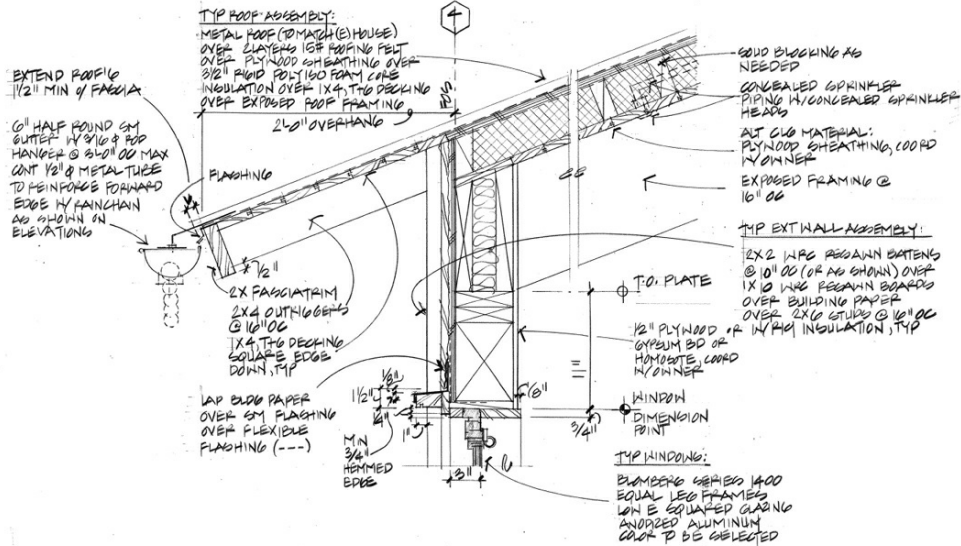 TYP ROOF ASSEMBLY:
METAL ROOF (TO MATCH (E) HOUSE)
OVER 2 LAYERS 15# ROOFING FELT
OVER PLYWOOD SHEATHING OVER
3 1/2" RIGID POLYISO FOAM CORE
INSULATION OVER 1X4, T+G DECKING
OVER EXPOSED ROOF FRAMING
2'-0" OVERHANG
4
F.O.S.
EXTEND ROOF'G
1 1/2" MIN O/ FASCIA
6" HALF ROUND SM
GUTTER W/ 3/16 φ ROD
HANGER @ 3'-0" OC MAX
CONT 1/2" φ METAL TUBE
TO REINFORCE FORWARD
EDGE W/ RAINCHAIN
AS SHOWN ON
ELEVATIONS
FLASHING
1/2"
2X FASCIA TRIM
2X4 OUTRIGGERS
@ 16" OC
1X4, T+G DECKING
SQUARE EDGE
DOWN, TYP
LAP BLDG PAPER
OVER SM FLASHING
OVER FLEXIBLE
FLASHING (---)
1/8"
1 1/2"
1/4"
1"
MIN
3/4"
HEMMED
EDGE
3"
SOLID BLOCKING AS
NEEDED
CONCEALED SPRINKLER
PIPING W/ CONCEALED SPRINKLER
HEADS
ALT CLG MATERIAL:
PLYWOOD SHEATHING, COORD
W/ OWNER
EXPOSED FRAMING @
16" OC
TYP EXT WALL ASSEMBLY:
2X2 WRC RESAWN BATTENS
@ 10" OC (OR AS SHOWN) OVER
1X10 WRC RESAWN BOARDS
OVER BUILDING PAPER
OVER 2X6 STUDS @ 16" OC
W/ R19 INSULATION, TYP
T.O. PLATE
1/2" PLYWOOD OR
GYPSUM BD OR
HOMOSOTE, COORD
W/ OWNER
WINDOW
DIMENSION
POINT
3/4"
TYP WINDOWS:
BLOMBERG SERIES 1400
EQUAL LEG FRAMES
LOW E SQUARED GLAZING
ANODIZED ALUMINUM
COLOR TO BE SELECTED